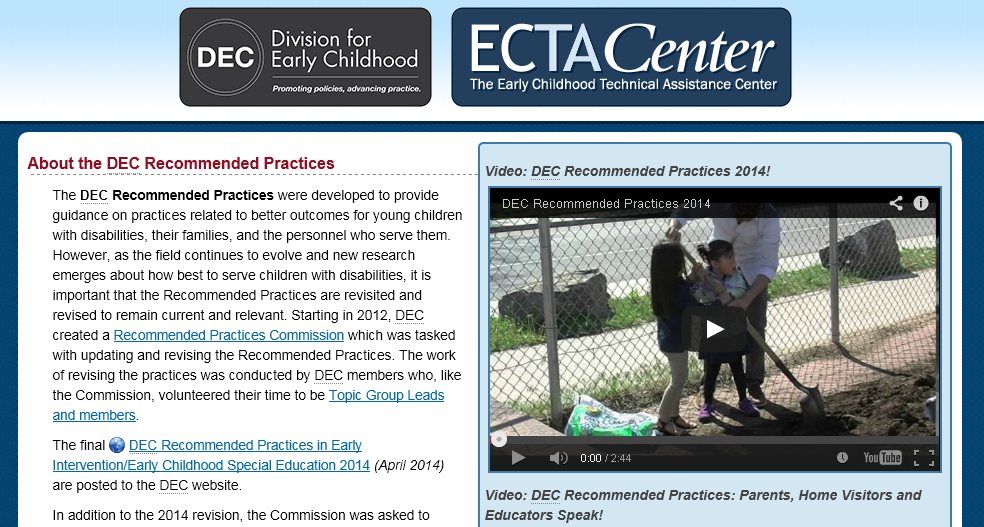 DEC
Division for
Early Childhood
Promoting policies, advancing practice.
ECTACenter
The Early Childhood Technical Assistance Center
About the DEC Recommended Practices
The DEC Recommended Practices were developed to provide
guidance on practices related to better outcomes for young children
with disabilities, their families, and the personnel who serve them.
However, as the field continues to evolve and new research
emerges about how best to serve children with disabilities, it is
important that the Recommended Practices are revisited and
revised to remain current and relevant. Starting in 2012, DEC
created a Recommended Practices Commission which was tasked
with updating and revising the Recommended Practices. The work
of revising the practices was conducted by DEC members who, like
the Commission, volunteered their time to be Topic Group Leads
and members.
The final DEC Recommended Practices in Early
Intervention/Early Childhood Special Education 2014 (April 2014)
are posted to the DEC website.
In addition to the 2014 revision, the Commission was asked to
Video: DEC Recommended Practices 2014!
DEC Recommended Practices 2014
0:00 / 2:44
YouTube
Video: DEC Recommended Practices: Parents, Home Visitors and
Educators Speak!